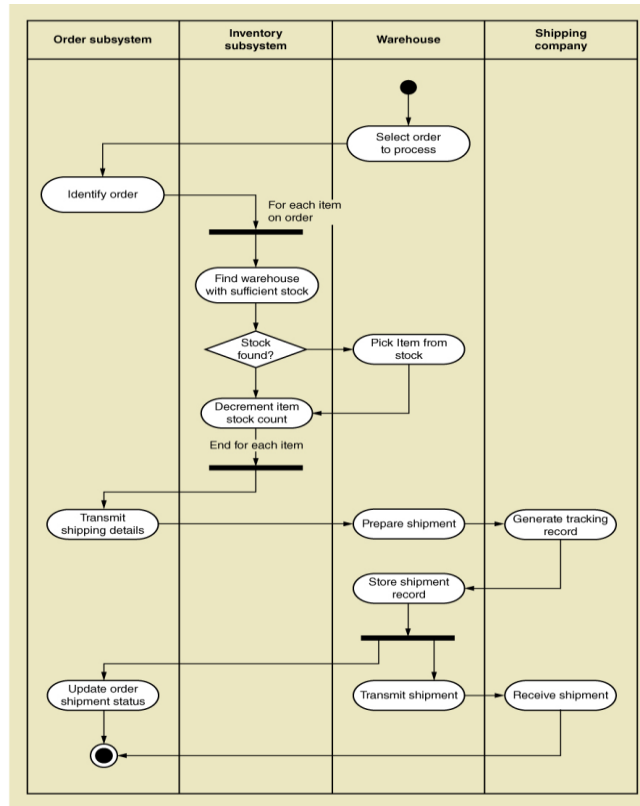 Order subsystem
Inventory
subsystem
Warehouse
Shipping
company
Select order
to process
Identify order
For each item
on order
Find warehouse
with sufficient stock
Stock
found?
Pick Item from
stock
Decrement item
stock count
End for each item
Transmit
shipping details
Prepare shipment
Generate tracking
record
Store shipment
record
Update order
shipment status
Transmit shipment
Receive shipment